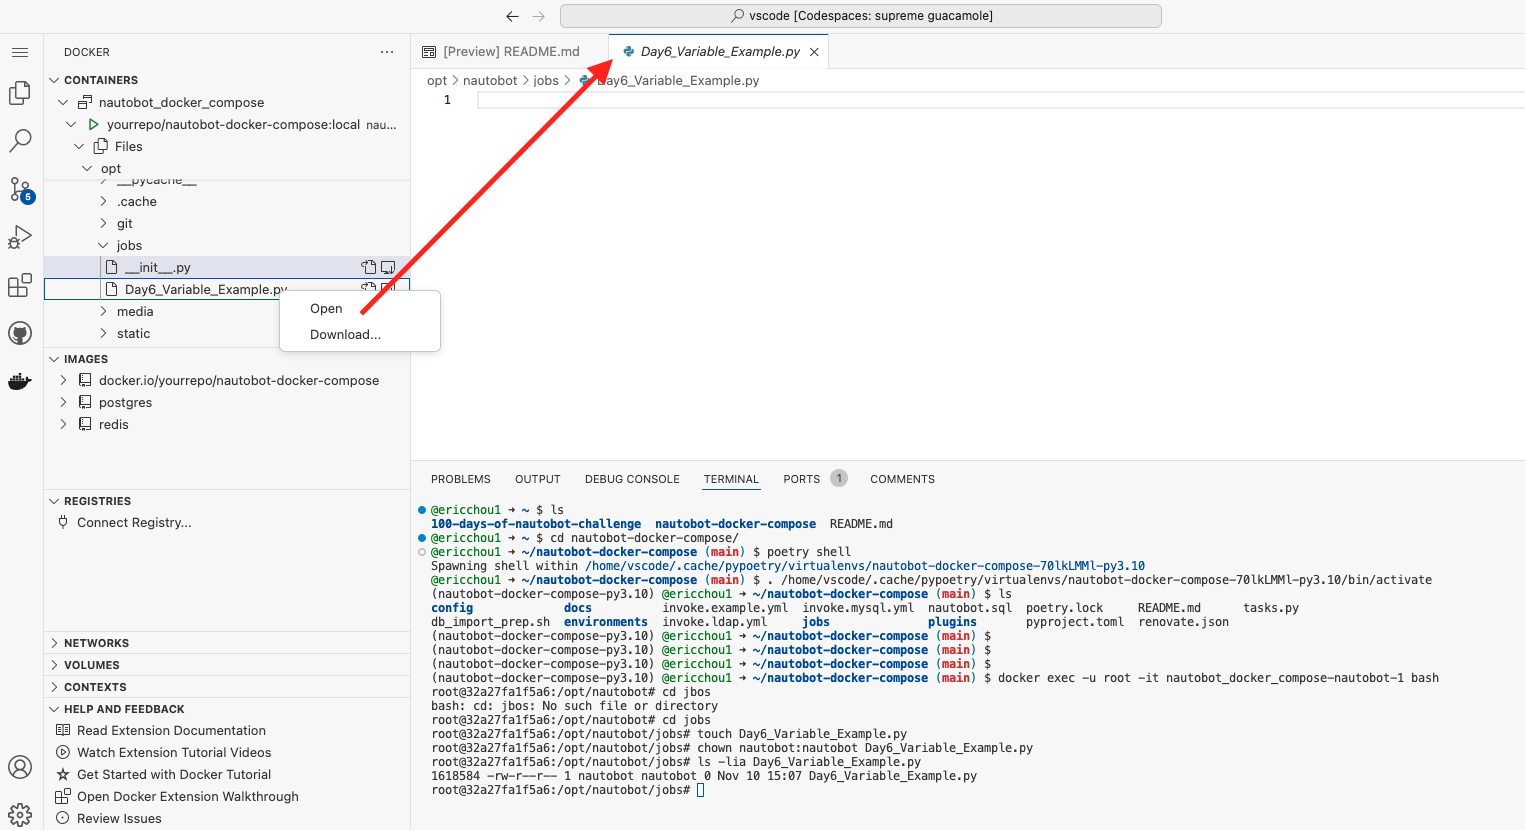 vscode [Codespaces: supreme guacamole]
DOCKER
CONTAINERS
nautobot_docker_compose
yourrepo/nautobot-docker-compose:local nau...
Files
opt
__pycache__
.cache
git
jobs
__init__.py
Day6_Variable_Example.py
media
static
Open
Download...
IMAGES
docker.io/yourrepo/nautobot-docker-compose
postgres
redis
REGISTRIES
Connect Registry...
NETWORKS
VOLUMES
CONTEXTS
HELP AND FEEDBACK
Read Extension Documentation
Watch Extension Tutorial Videos
Get Started with Docker Tutorial
Open Docker Extension Walkthrough
Review Issues
5
[Preview] README.md
Day6_Variable_Example.py
opt > nautobot > jobs > Day6_Variable_Example.py
1
PROBLEMS OUTPUT DEBUG CONSOLE TERMINAL PORTS 1 COMMENTS
@ericchou1 → ~ $ ls
100-days-of-nautobot-challenge nautobot-docker-compose README.md
@ericchou1 → ~ $ cd nautobot-docker-compose/
@ericchou1 → ~/nautobot-docker-compose (main) $ poetry shell
Spawning shell within /home/vscode/.cache/pypoetry/virtualenvs/nautobot-docker-compose-70lkLMMl-py3.10
@ericchou1 → ~/nautobot-docker-compose (main) $ . /home/vscode/.cache/pypoetry/virtualenvs/nautobot-docker-compose-70lkLMMl-py3.10/bin/activate
(nautobot-docker-compose-py3.10) @ericchou1 → ~/nautobot-docker-compose (main) $ ls
config docs invoke.example.yml invoke.mysql.yml nautobot.sql poetry.lock README.md tasks.py
db_import_prep.sh environments invoke.ldap.yml jobs plugins pyproject.toml renovate.json
(nautobot-docker-compose-py3.10) @ericchou1 → ~/nautobot-docker-compose (main) $
(nautobot-docker-compose-py3.10) @ericchou1 → ~/nautobot-docker-compose (main) $
(nautobot-docker-compose-py3.10) @ericchou1 → ~/nautobot-docker-compose (main) $
(nautobot-docker-compose-py3.10) @ericchou1 → ~/nautobot-docker-compose (main) $ docker exec -u root -it nautobot_docker_compose-nautobot-1 bash
root@32a27fa1f5a6:/opt/nautobot# cd jbos
bash: cd: jbos: No such file or directory
root@32a27fa1f5a6:/opt/nautobot# cd jobs
root@32a27fa1f5a6:/opt/nautobot/jobs# touch Day6_Variable_Example.py
root@32a27fa1f5a6:/opt/nautobot/jobs# chown nautobot:nautobot Day6_Variable_Example.py
root@32a27fa1f5a6:/opt/nautobot/jobs# ls -lia Day6_Variable_Example.py
1618584 -rw-r--r-- 1 nautobot nautobot 0 Nov 10 15:07 Day6_Variable_Example.py
root@32a27fa1f5a6:/opt/nautobot/jobs#